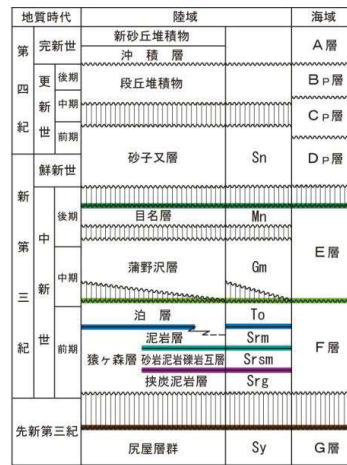 地質時代 陸域 海域
第四紀 完新世 新砂丘堆積物 A層
沖積層
更新世 後期 段丘堆積物 BP層
中期 CP層
前期 砂子又層 Sn DP層
新第三紀 鮮新世
中新世 後期 目名層 Mn E層
中期 蒲野沢層 Gm
前期 泊層 To F層
猿ヶ森層 泥岩層 Srm
砂岩泥岩礫岩互層 Srsm
挟炭泥岩層 Srg
先新第三紀 尻屋層群 Sy G層